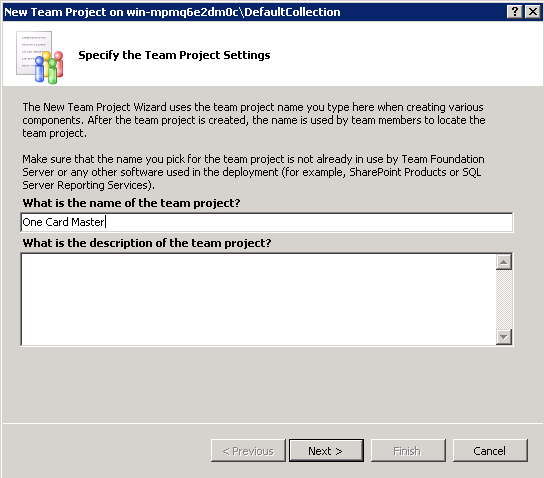 New Team Project on win-mpmq6e2dm0c\DefaultCollection
Specify the Team Project Settings
The New Team Project Wizard uses the team project name you type here when creating various
components. After the team project is created, the name is used by team members to locate the
team project.
Make sure that the name you pick for the team project is not already in use by Team Foundation
Server or any other software used in the deployment (for example, SharePoint Products or SQL
Server Reporting Services).
What is the name of the team project?
One Card Master
What is the description of the team project?
< Previous Next > Finish Cancel